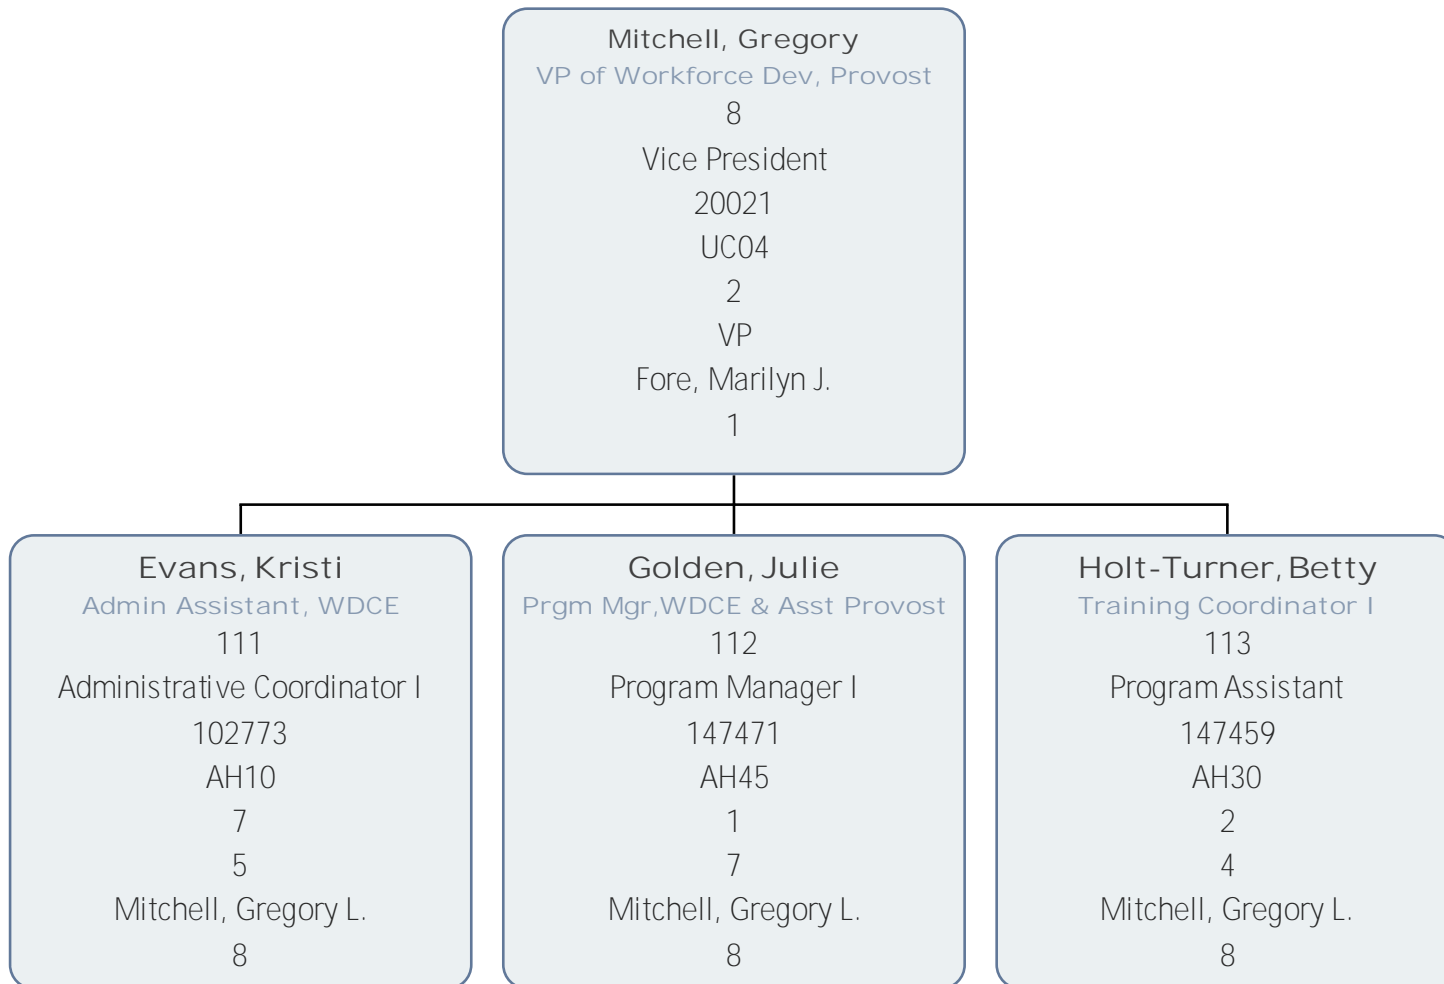 Mitchell, Gregory
VP of Workforce Dev, Provost
8
Vice President
20021
UC04
2
VP
Fore, Marilyn J.
1
Evans, Kristi
Admin Assistant, WDCE
111
Administrative Coordinator I
102773
AH10
7
5
Mitchell, Gregory L.
8
Golden, Julie
Prgm Mgr,WDCE & Asst Provost
112
Program Manager I
147471
AH45
1
7
Mitchell, Gregory L.
8
Holt-Turner, Betty
Training Coordinator I
113
Program Assistant
147459
AH30
2
4
Mitchell, Gregory L.
8